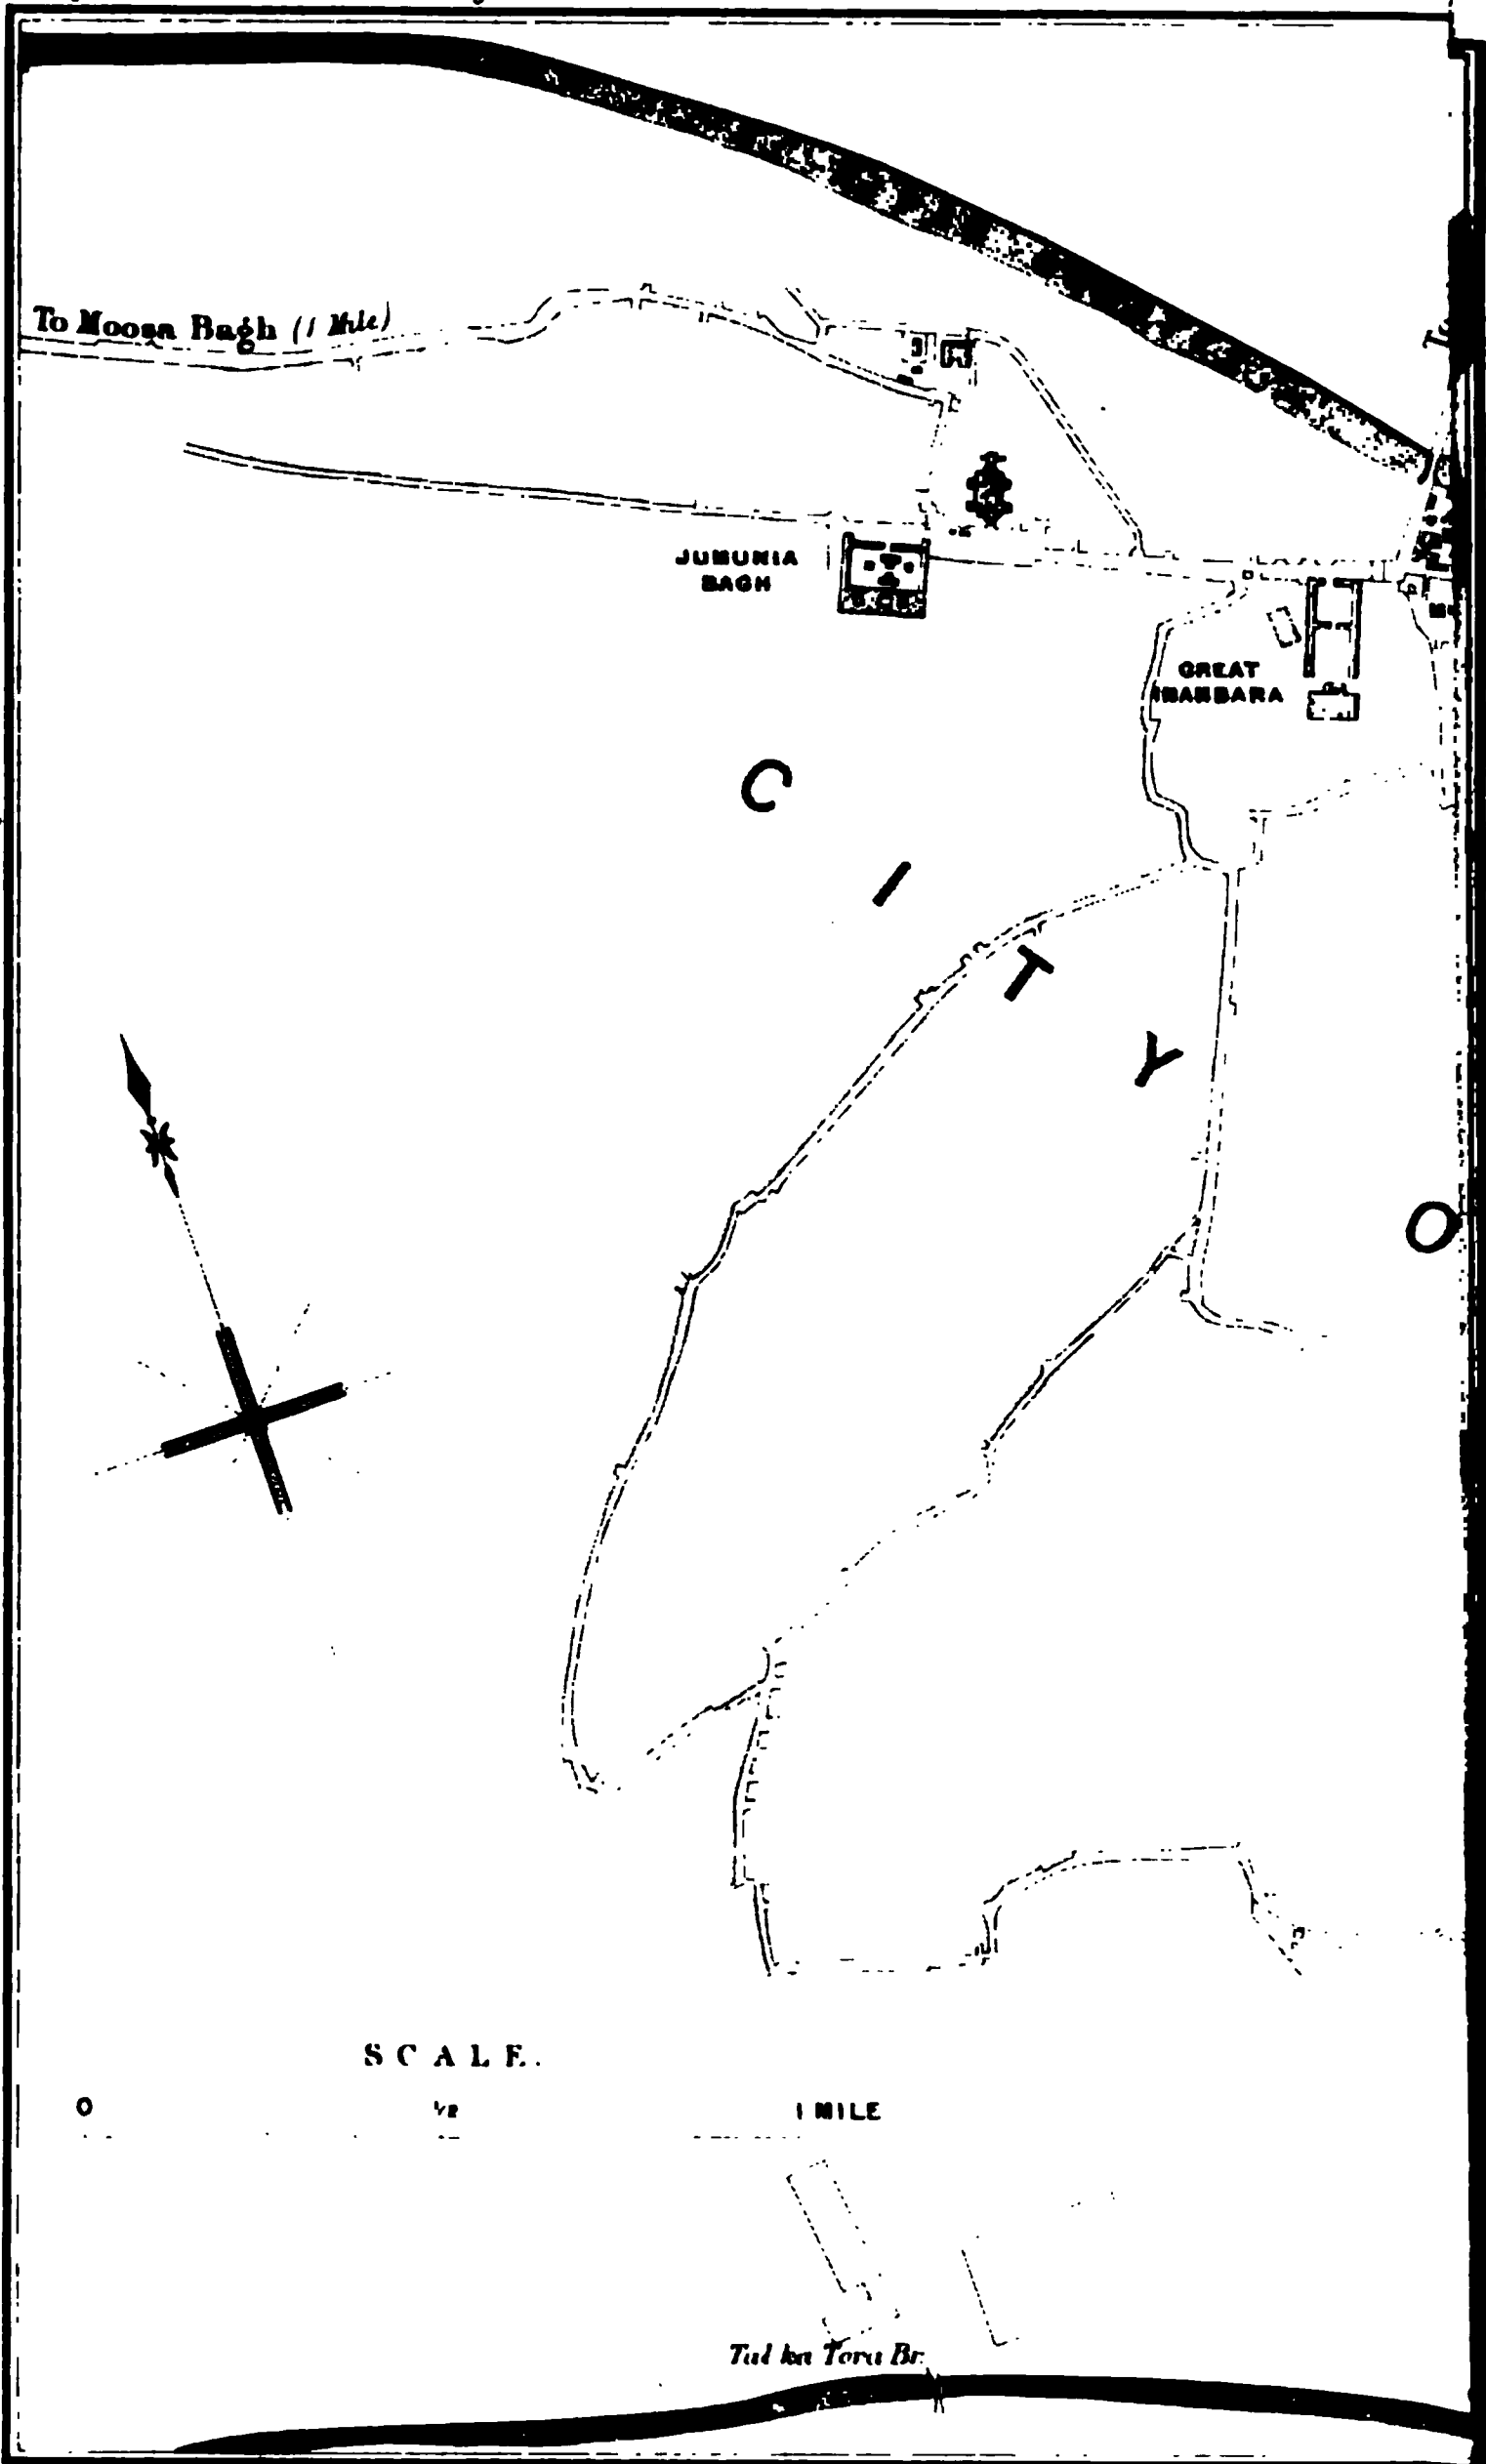 To Moosa Bagh (1 Mile)
JUMUNIA
BAGH
GREAT
IMAMBARA
C I T Y
O
SCALE.
0 1/2 1 MILE
Tal ka Tora Br.